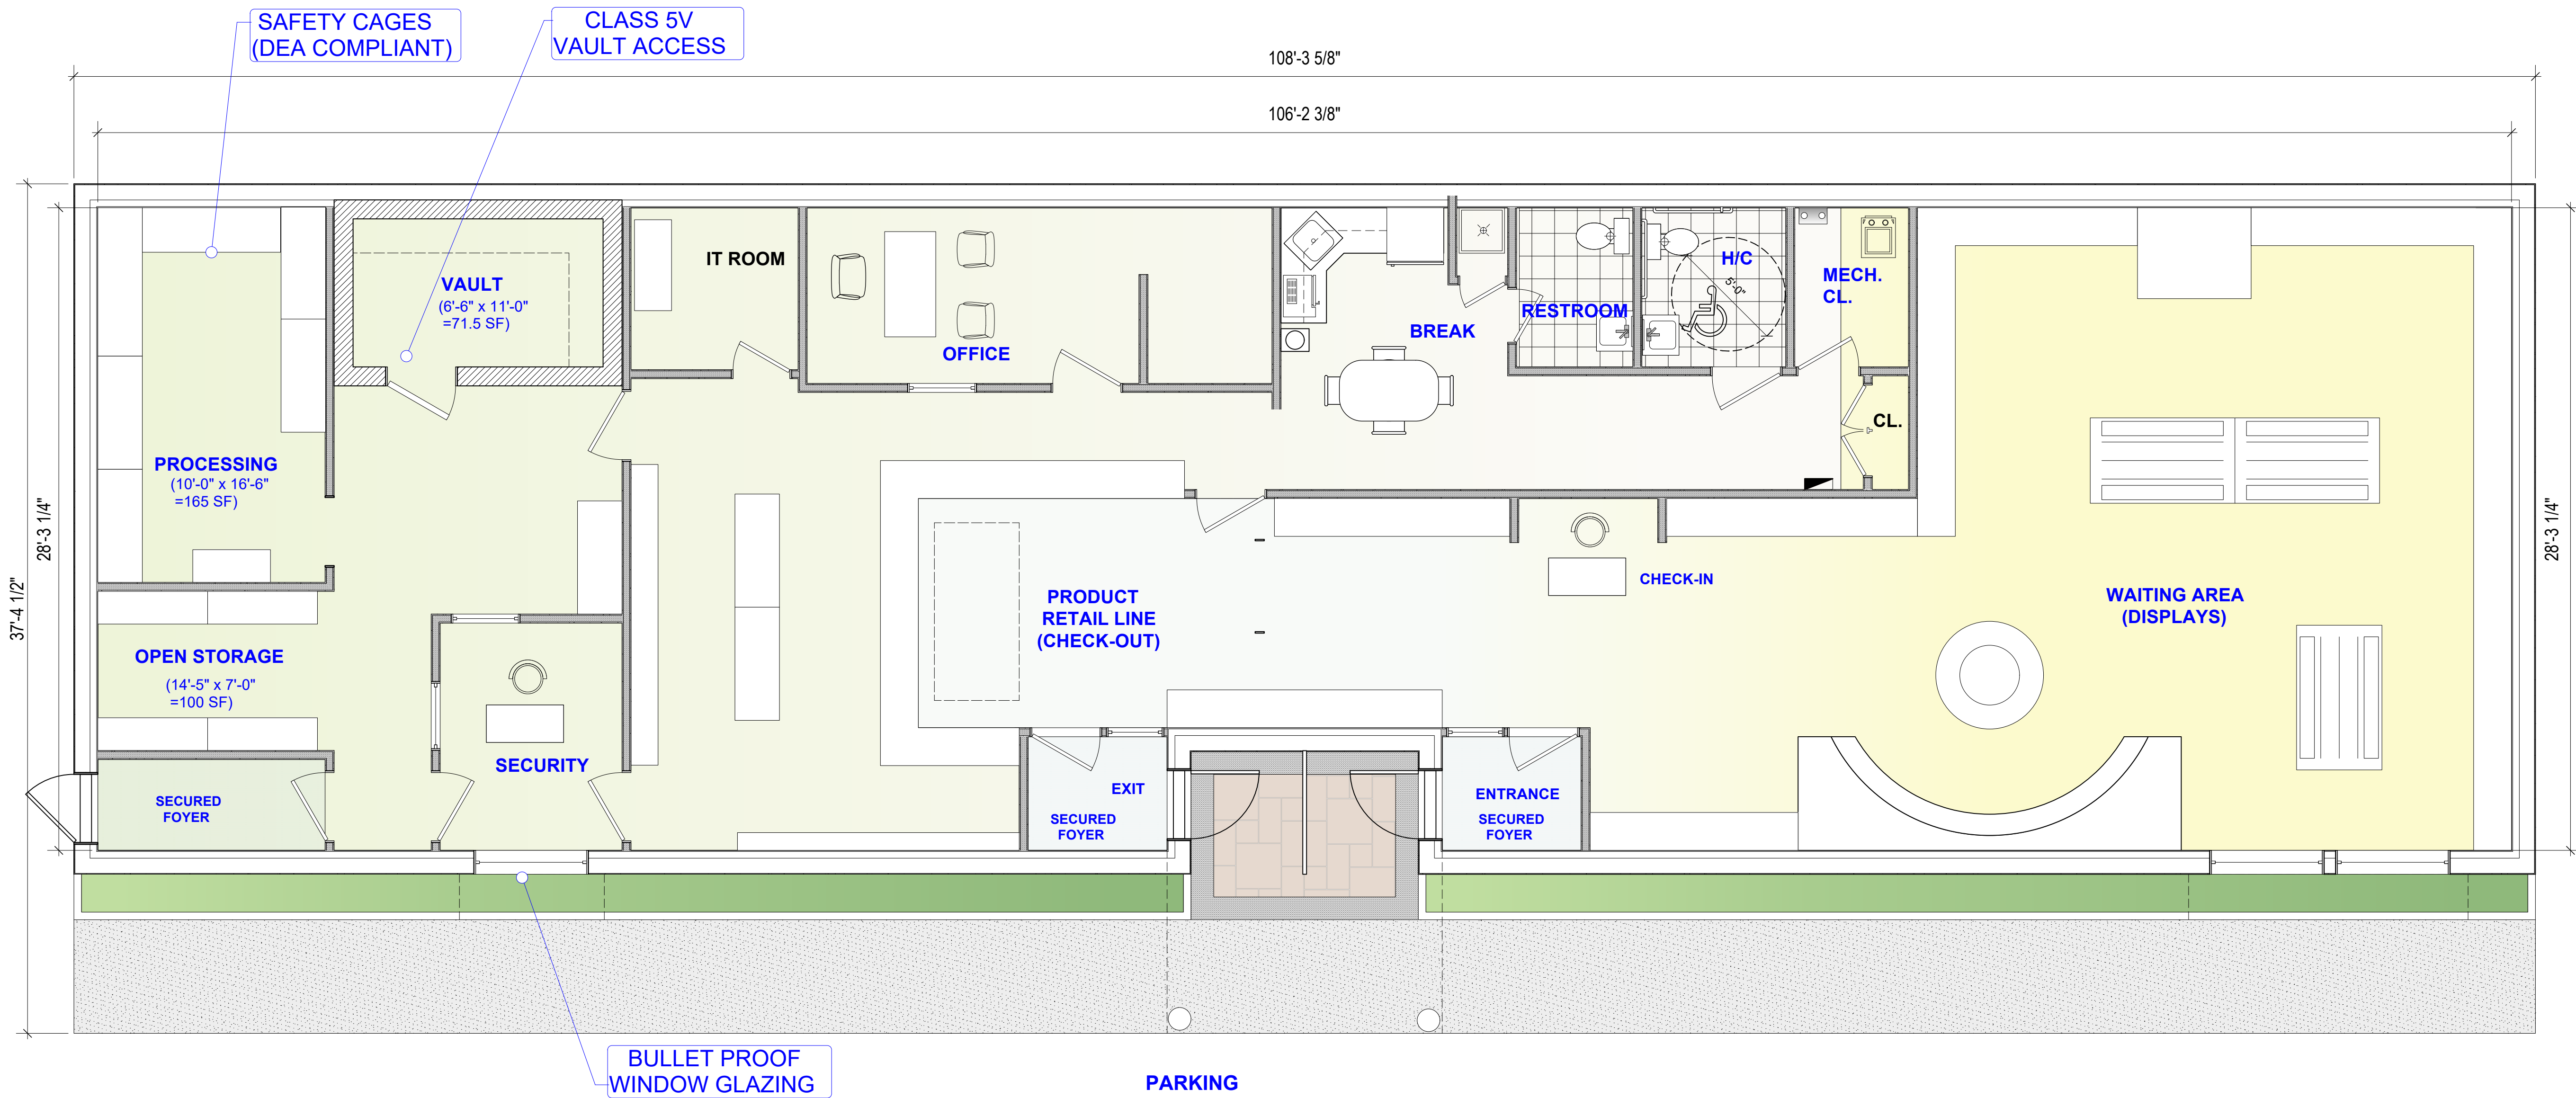 SAFETY CAGES
(DEA COMPLIANT)
CLASS 5V
VAULT ACCESS
108'-3 5/8"
106'-2 3/8"
37'-4 1/2"
28'-3 1/4"
28'-3 1/4"
VAULT
(6'-6" x 11'-0"
=71.5 SF)
IT ROOM
OFFICE
BREAK
RESTROOM
H/C
5'-0"
MECH.
CL.
CL.
PROCESSING
(10'-0" x 16'-6"
=165 SF)
OPEN STORAGE
(14'-5" x 7'-0"
=100 SF)
SECURITY
SECURED
FOYER
PRODUCT
RETAIL LINE
(CHECK-OUT)
CHECK-IN
WAITING AREA
(DISPLAYS)
EXIT
SECURED
FOYER
ENTRANCE
SECURED
FOYER
BULLET PROOF
WINDOW GLAZING
PARKING